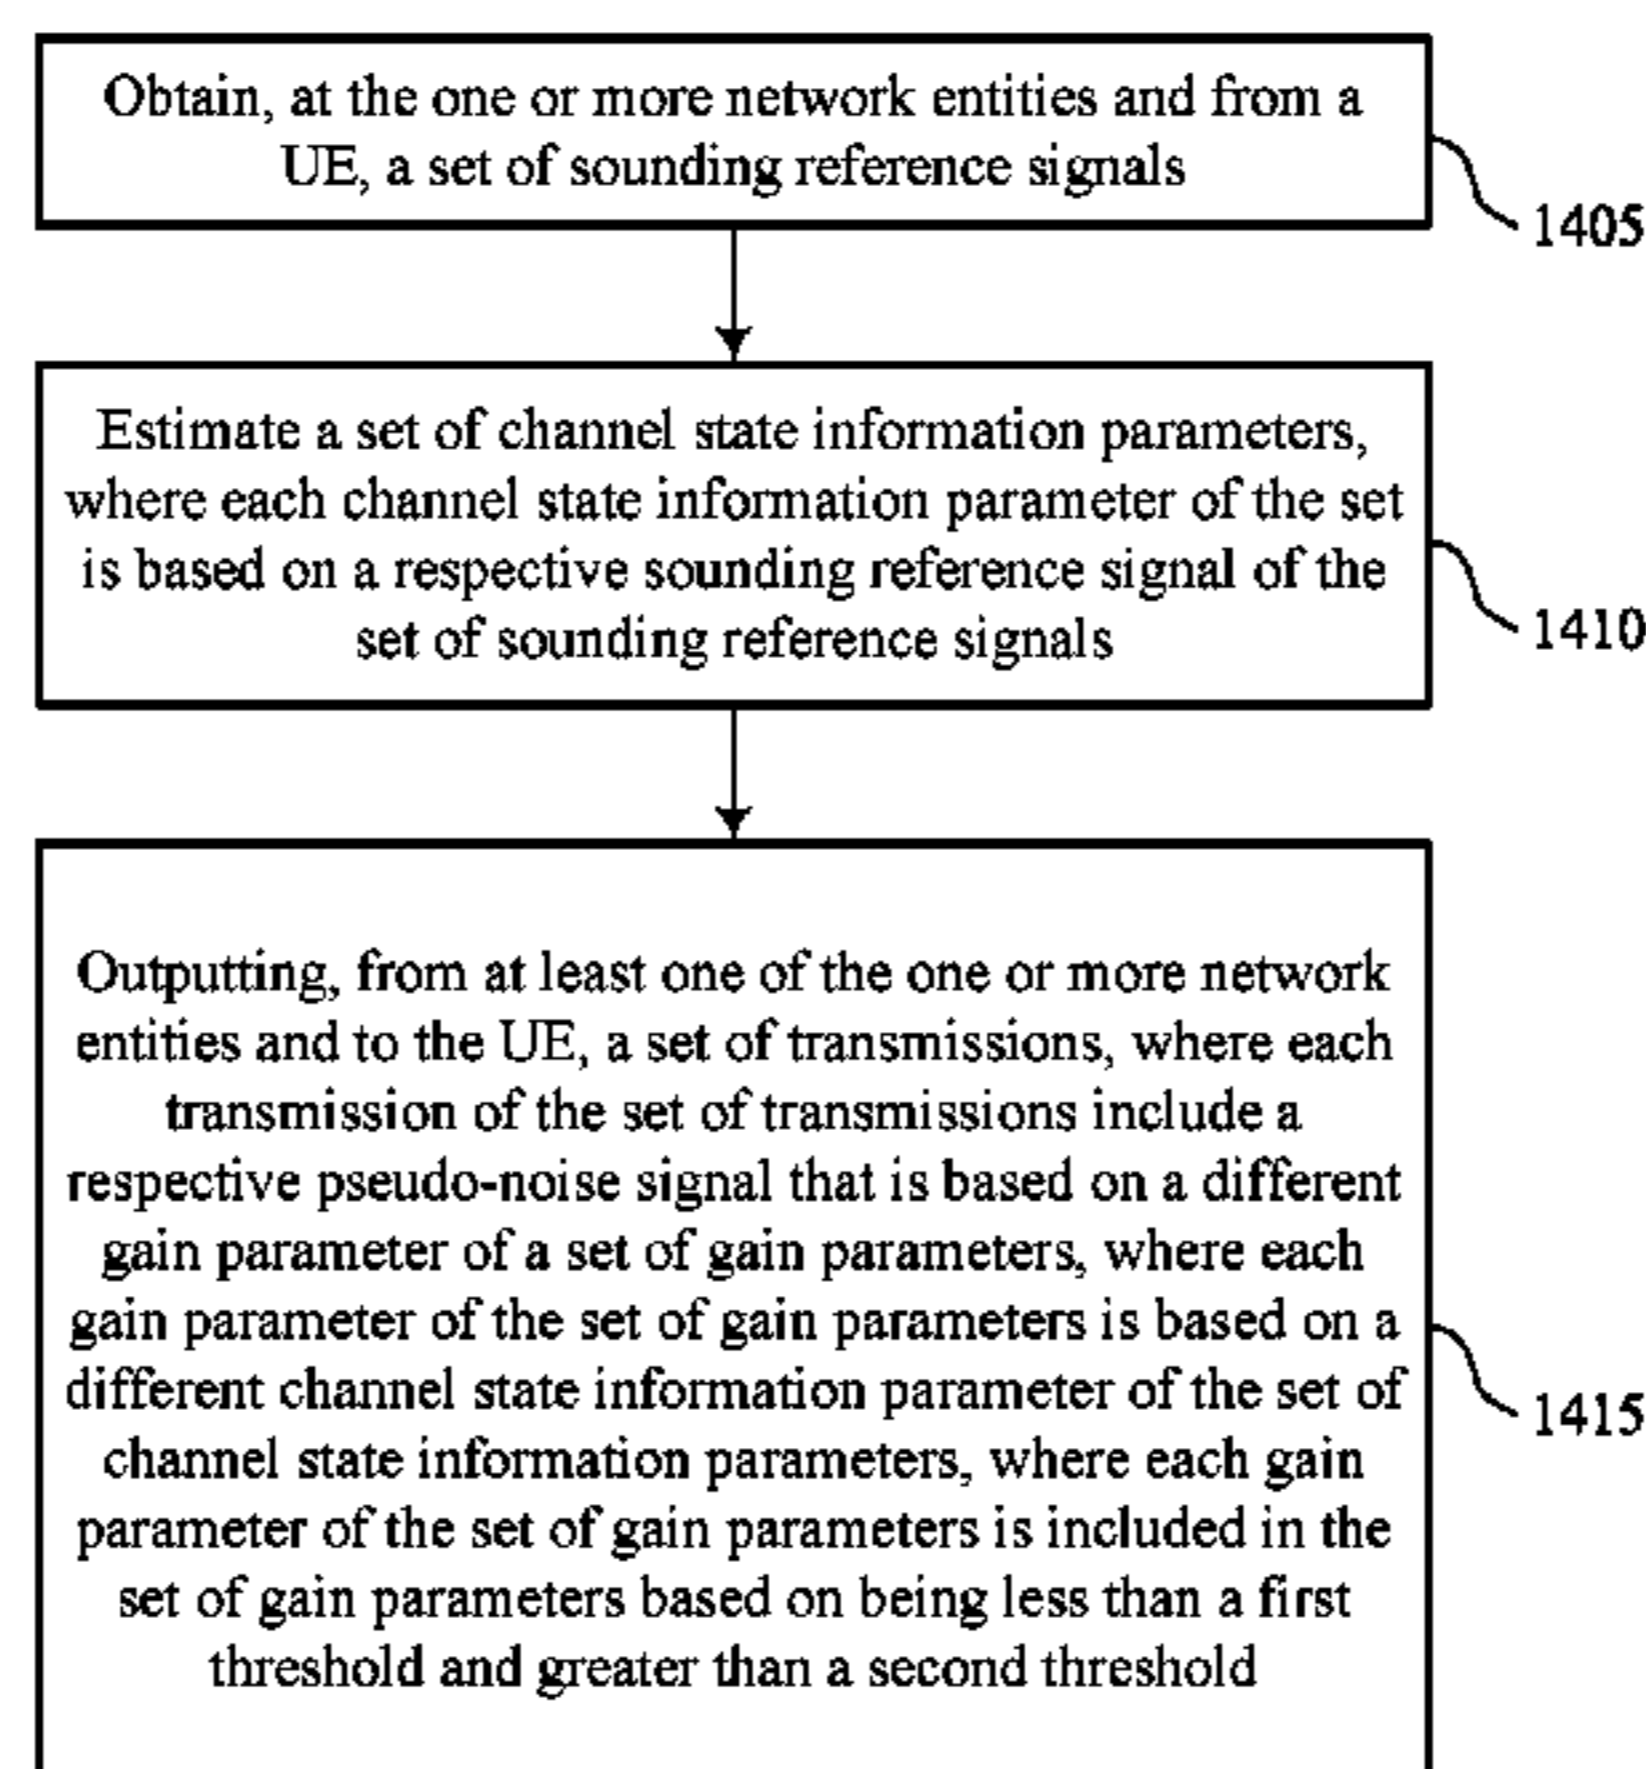 Obtain, at the one or more network entities and from a
UE, a set of sounding reference signals
1405
Estimate a set of channel state information parameters,
where each channel state information parameter of the set
is based on a respective sounding reference signal of the
set of sounding reference signals
1410
Outputting, from at least one of the one or more network
entities and to the UE, a set of transmissions, where each
transmission of the set of transmissions include a
respective pseudo-noise signal that is based on a different
gain parameter of a set of gain parameters, where each
gain parameter of the set of gain parameters is based on a
different channel state information parameter of the set of
channel state information parameters, where each gain
parameter of the set of gain parameters is included in the
set of gain parameters based on being less than a first
threshold and greater than a second threshold
1415